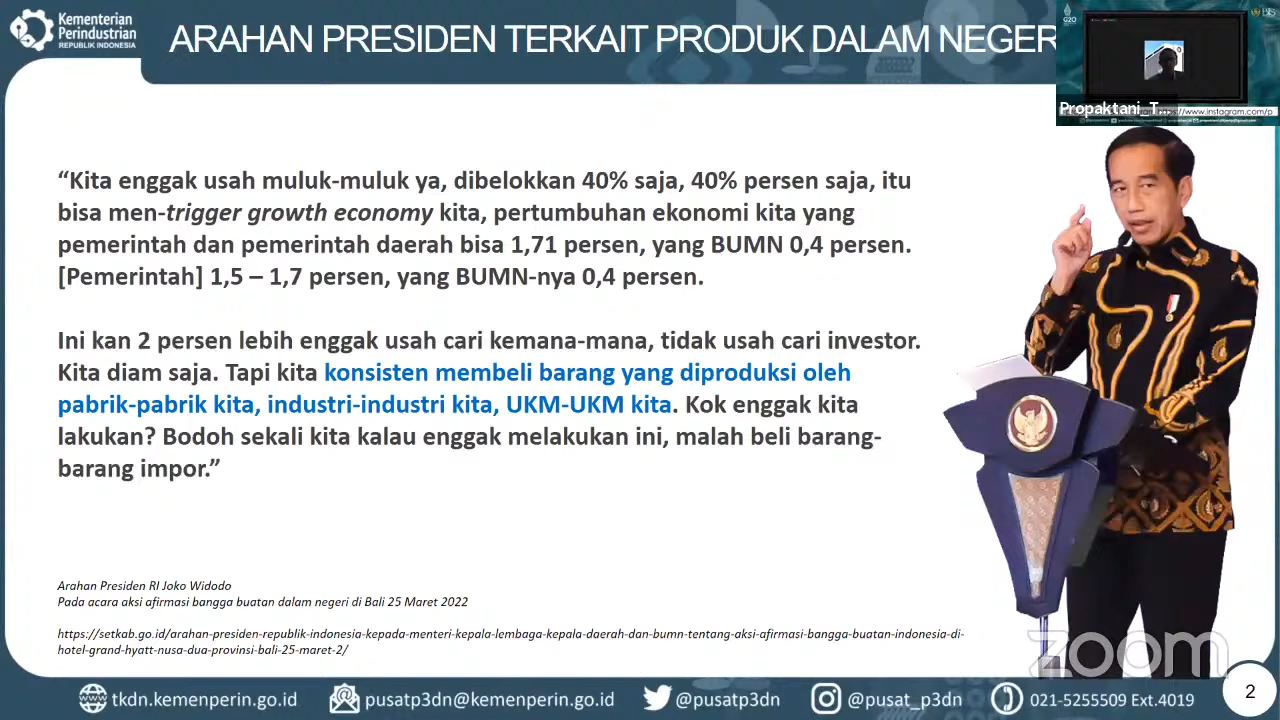 Kementerian
Perindustrian
REPUBLIK INDONESIA
ARAHAN PRESIDEN TERKAIT PRODUK DALAM NEGER
G20
Propaktani_T
https://www.instagram.com/p
“Kita enggak usah muluk-muluk ya, dibelokkan 40% saja, 40% persen saja, itu
bisa men-trigger growth economy kita, pertumbuhan ekonomi kita yang
pemerintah dan pemerintah daerah bisa 1,71 persen, yang BUMN 0,4 persen.
[Pemerintah] 1,5 – 1,7 persen, yang BUMN-nya 0,4 persen.
Ini kan 2 persen lebih enggak usah cari kemana-mana, tidak usah cari investor.
Kita diam saja. Tapi kita konsisten membeli barang yang diproduksi oleh
pabrik-pabrik kita, industri-industri kita, UKM-UKM kita. Kok enggak kita
lakukan? Bodoh sekali kita kalau enggak melakukan ini, malah beli barang-
barang impor.”
Arahan Presiden RI Joko Widodo
Pada acara aksi afirmasi bangga buatan dalam negeri di Bali 25 Maret 2022
https://setkab.go.id/arahan-presiden-republik-indonesia-kepada-menteri-kepala-lembaga-kepala-daerah-dan-bumn-tentang-aksi-afirmasi-bangga-buatan-indonesia-di-
hotel-grand-hyatt-nusa-dua-provinsi-bali-25-maret-2/
zoom
tkdn.kemenperin.go.id
pusatp3dn@kemenperin.go.id
@pusatp3dn
@pusat_p3dn
021-5255509 Ext.4019
2